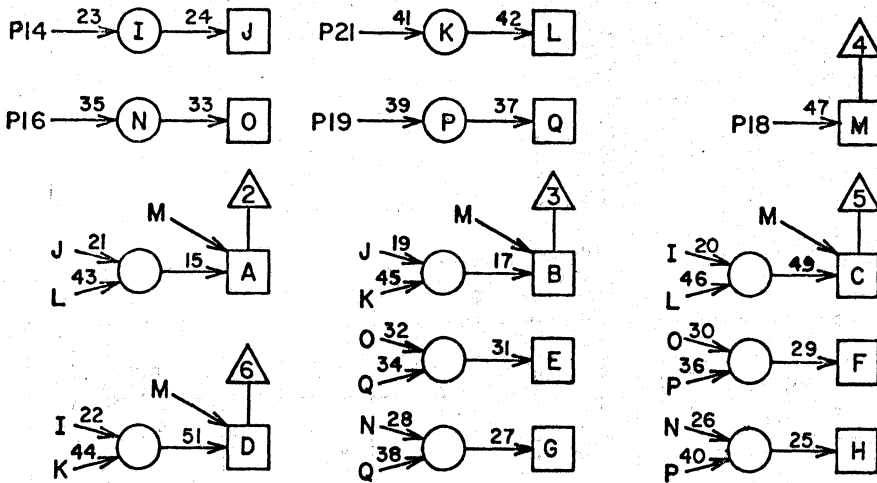 P14 23 I 24 J
P21 41 K 42 L
4
P16 35 N 33 O
P19 39 P 37 Q
P18 47 M
2
M
J 21
L 43
15 A
3
M
J 19
K 45
17 B
5
M
I 20
L 46
49 C
6
M
I 22
K 44
51 D
O 32
Q 34
31 E
O 30
P 36
29 F
N 28
Q 38
27 G
N 26
P 40
25 H